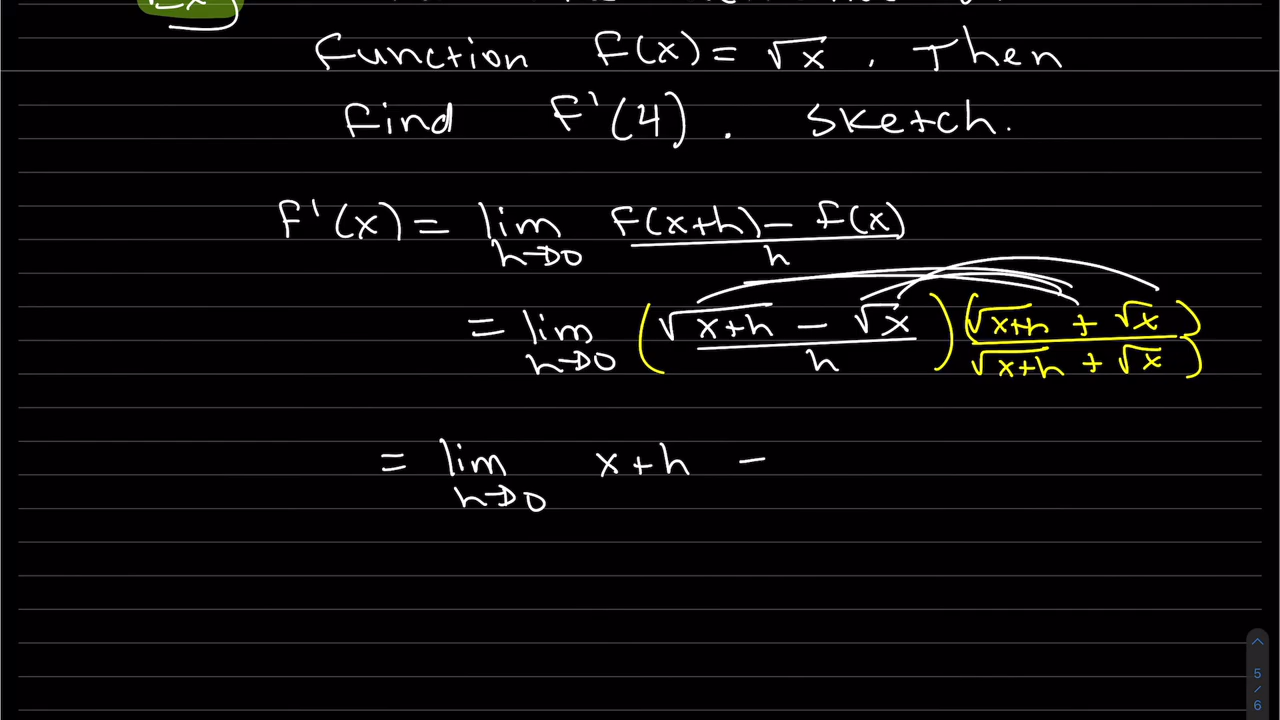 function f(x) = √x . Then
find f'(4). Sketch.
f'(x) = lim h→0 f(x+h) – f(x) / h
= lim h→0 (√x+h – √x / h) (√x+h + √x / √x+h + √x)
= lim h→0 x+h –
5
/
6